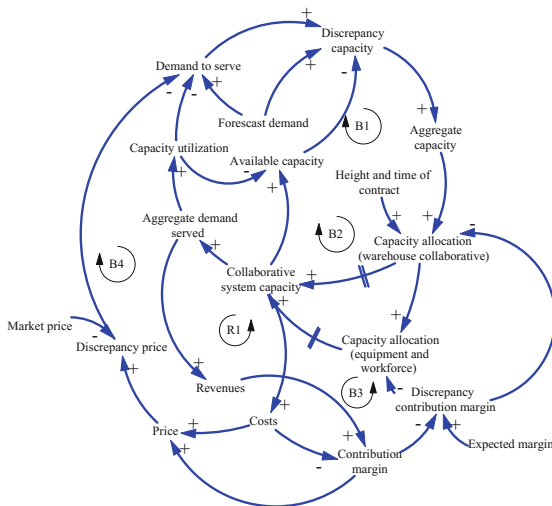 Discrepancy
capacity
Demand to serve
Forescast demand
B1
Capacity utilization
Available capacity
Aggregate
capacity
Height and time of
contract
Aggregate demand
served
B2
Capacity allocation
(warehouse collaborative)
B4
Collaborative
system capacity
Market price
R1
Discrepancy price
Capacity allocation
(equipment and
workforce)
B3
Revenues
Discrepancy
contribution margin
Costs
Price
Contribution
margin
Expected margin